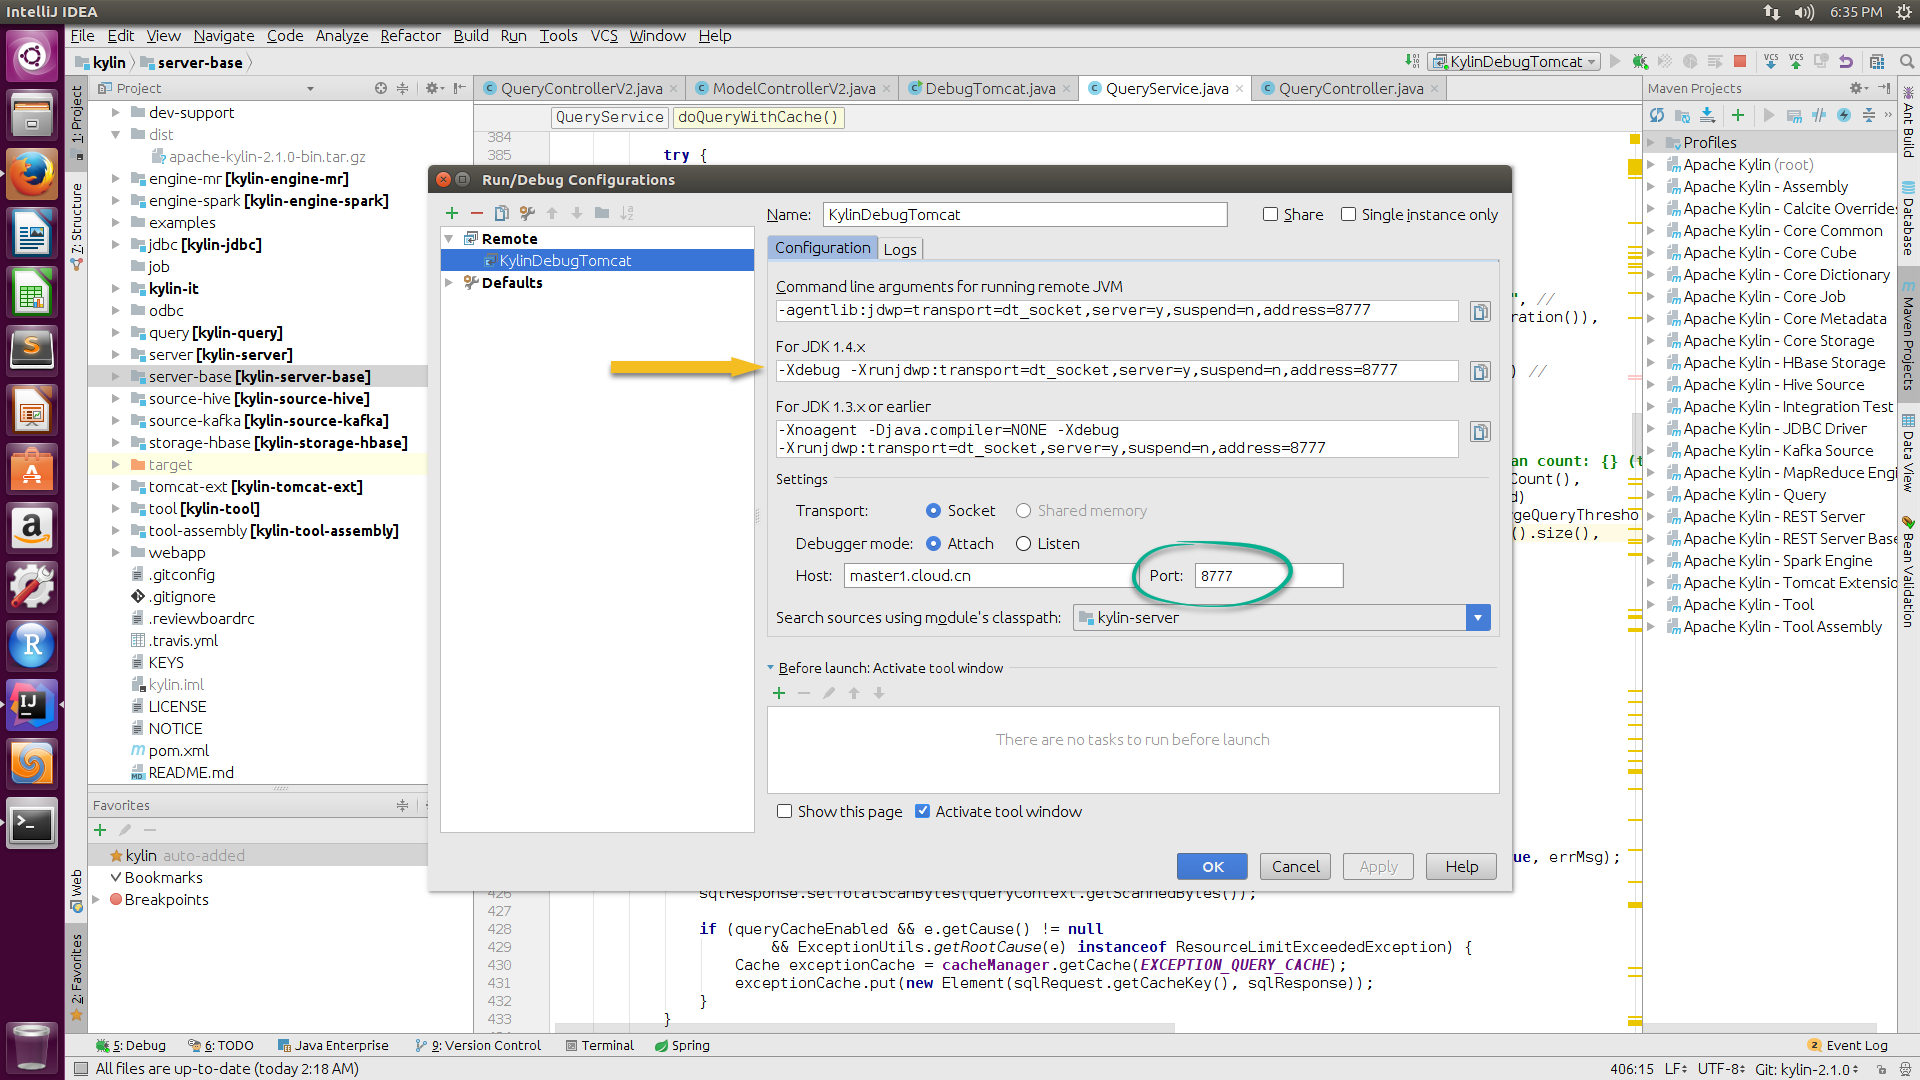 IntelliJ IDEA
6:35 PM
File Edit View Navigate Code Analyze Refactor Build Run Tools VCS Window Help
kylin server-base
KylinDebugTomcat
VCS VCS
Project
QueryControllerV2.java ModelControllerV2.java DebugTomcat.java QueryService.java QueryController.java
Maven Projects
1: Project
7: Structure
Web
2: Favorites
dev-support
dist
apache-kylin-2.1.0-bin.tar.gz
engine-mr [kylin-engine-mr]
engine-spark [kylin-engine-spark]
examples
jdbc [kylin-jdbc]
job
kylin-it
odbc
query [kylin-query]
server [kylin-server]
server-base [kylin-server-base]
source-hive [kylin-source-hive]
source-kafka [kylin-source-kafka]
storage-hbase [kylin-storage-hbase]
target
tomcat-ext [kylin-tomcat-ext]
tool [kylin-tool]
tool-assembly [kylin-tool-assembly]
webapp
.gitconfig
.gitignore
.reviewboardrc
.travis.yml
KEYS
kylin.iml
LICENSE
NOTICE
pom.xml
README.md
Favorites
kylin auto-added
Bookmarks
Breakpoints
QueryService doQueryWithCache()
384
385 try {
Run/Debug Configurations
Remote
KylinDebugTomcat
Defaults
Name: KylinDebugTomcat Share Single instance only
Configuration Logs
Command line arguments for running remote JVM
-agentlib:jdwp=transport=dt_socket,server=y,suspend=n,address=8777
For JDK 1.4.x
-Xdebug -Xrunjdwp:transport=dt_socket,server=y,suspend=n,address=8777
For JDK 1.3.x or earlier
-Xnoagent -Djava.compiler=NONE -Xdebug
-Xrunjdwp:transport=dt_socket,server=y,suspend=n,address=8777
Settings
Transport: Socket Shared memory
Debugger mode: Attach Listen
Host: master1.cloud.cn Port: 8777
Search sources using module's classpath: kylin-server
Before launch: Activate tool window
There are no tasks to run before launch
Show this page Activate tool window
OK Cancel Apply Help
", //
ration()),
) //
an count: {} (t
Count(),
d)
rgeQueryThresho
().size(),
ue, errMsg);
426 sqlResponse.setTotalScanBytes(queryContext.getScannedBytes());
427
428 if (queryCacheEnabled && e.getCause() != null
429 && ExceptionUtils.getRootCause(e) instanceof ResourceLimitExceededException) {
430 Cache exceptionCache = cacheManager.getCache(EXCEPTION_QUERY_CACHE);
431 exceptionCache.put(new Element(sqlRequest.getCacheKey(), sqlResponse));
432 }
433 }
Profiles
Apache Kylin (root)
Apache Kylin - Assembly
Apache Kylin - Calcite Overrides
Apache Kylin - Core Common
Apache Kylin - Core Cube
Apache Kylin - Core Dictionary
Apache Kylin - Core Job
Apache Kylin - Core Metadata
Apache Kylin - Core Storage
Apache Kylin - HBase Storage
Apache Kylin - Hive Source
Apache Kylin - Integration Test
Apache Kylin - JDBC Driver
Apache Kylin - Kafka Source
Apache Kylin - MapReduce Engi
Apache Kylin - Query
Apache Kylin - REST Server
Apache Kylin - REST Server Base
Apache Kylin - Spark Engine
Apache Kylin - Tomcat Extensio
Apache Kylin - Tool
Apache Kylin - Tool Assembly
Ant Build
Database
Maven Projects
Data View
Bean Validation
5: Debug 6: TODO Java Enterprise 9: Version Control Terminal Spring
2 Event Log
All files are up-to-date (today 2:18 AM)
406:15 LF UTF-8 Git: kylin-2.1.0